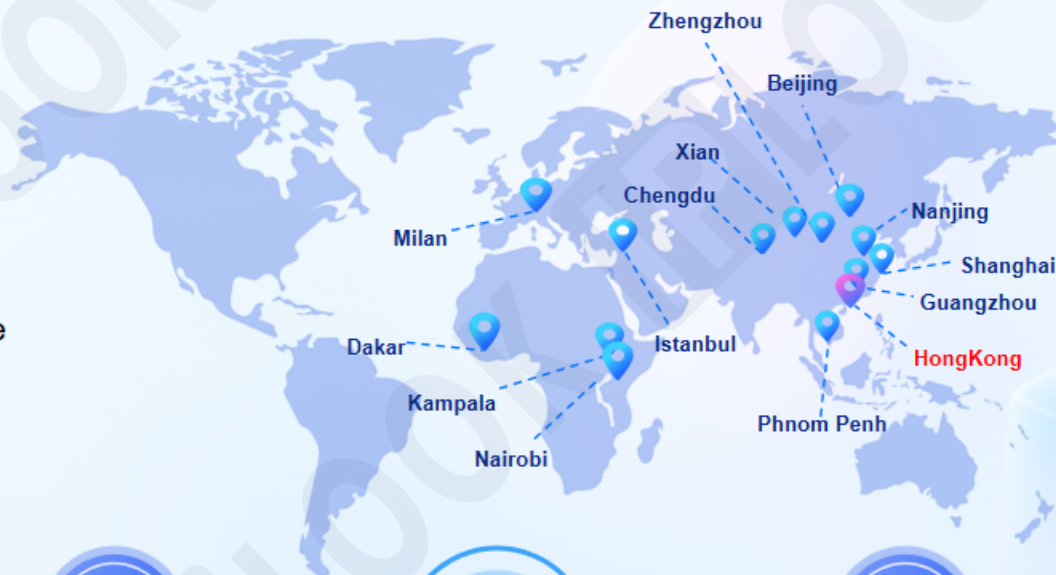 Zhengzhou
Beijing
Xian
Chengdu
Nanjing
Milan
Shanghai
Guangzhou
e
Istanbul
Dakar
HongKong
Kampala
Phnom Penh
Nairobi